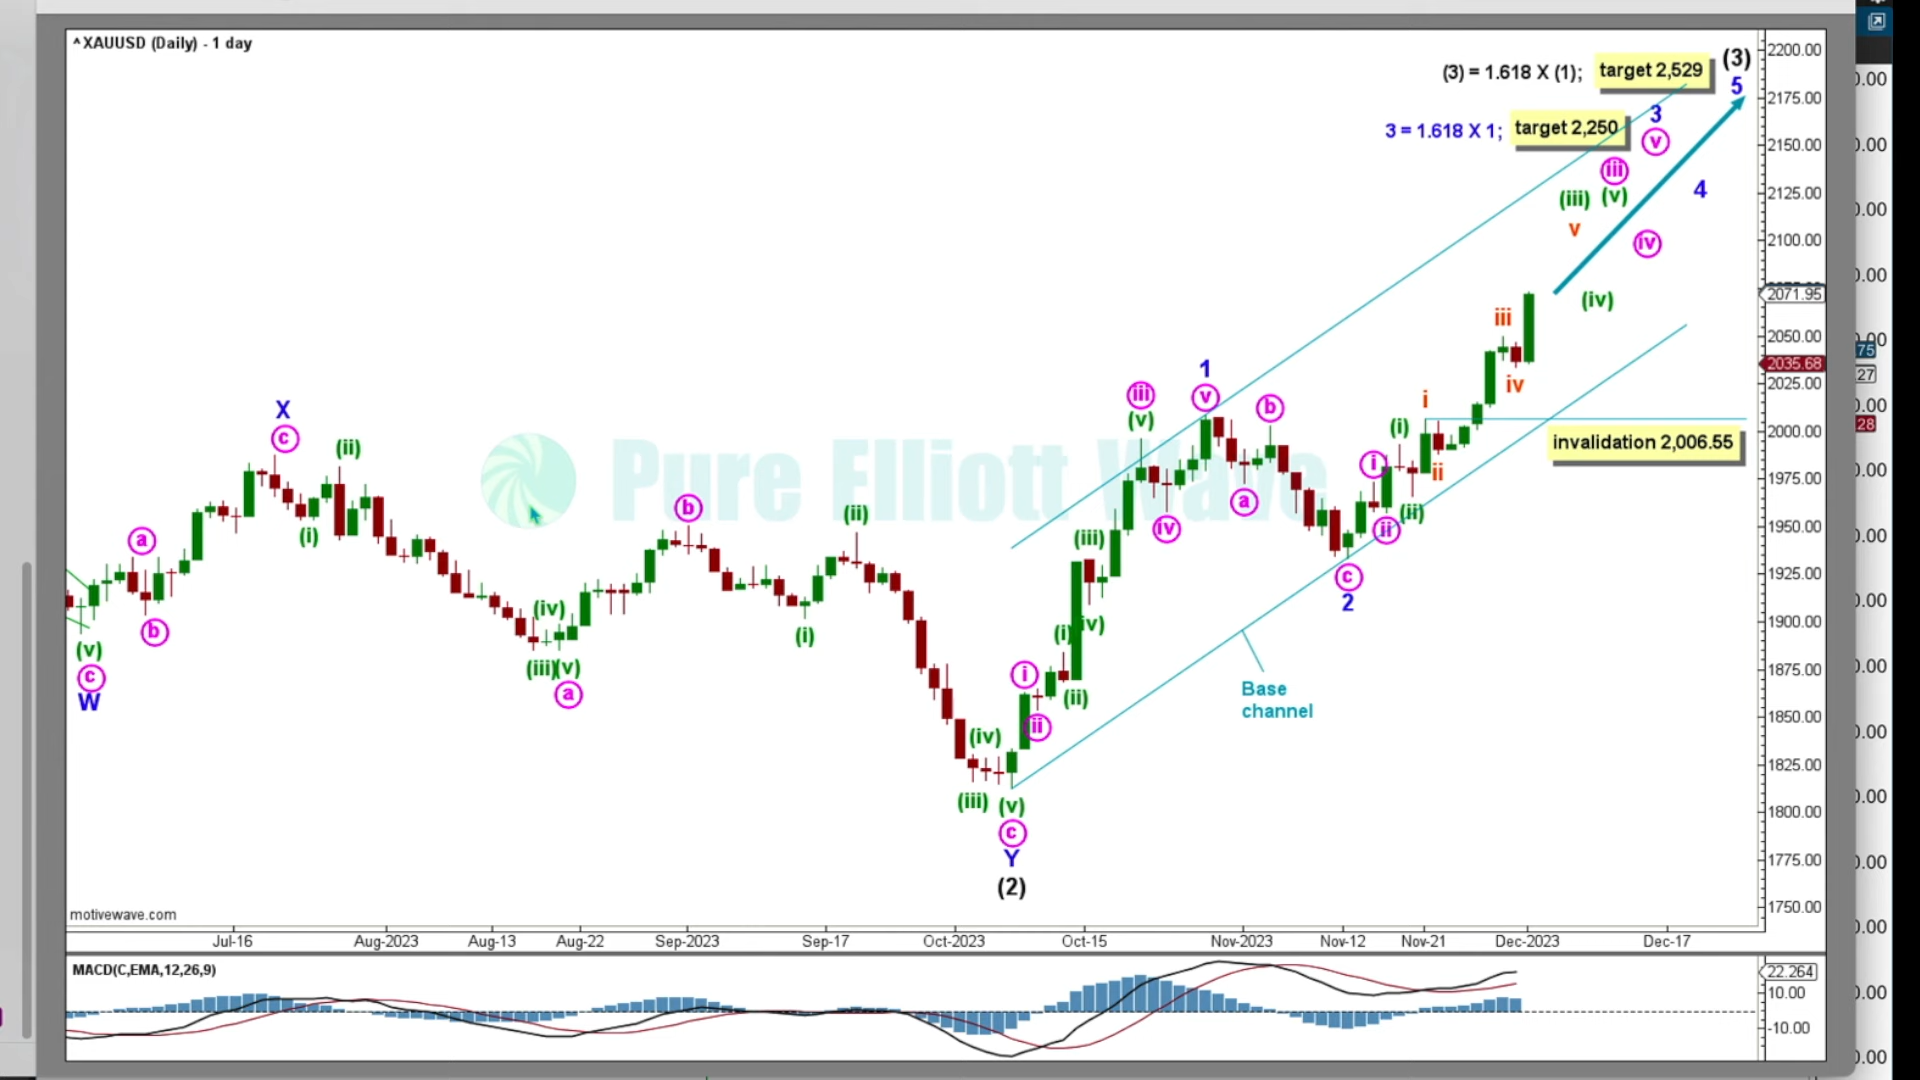 ^XAUUSD (Daily) - 1 day
(3) = 1.618 X (1); target 2,529
(3)
5
3 = 1.618 X 1; target 2,250
3
v
iii
(iii) (v)
v
4
iv
(iv)
iii
iv
i
ii
invalidation 2,006.55
1
v
iii
(v)
b
iv
a
(i)
i
(ii)
ii
c
2
X
c
(ii)
(i)
a
b
(v)
c
W
b
(ii)
(iv)
(iii)(v)
a
(i)
(iii)
(i)
(iv)
(ii)
i
ii
(iv)
(iii) (v)
c
Y
(2)
Base
channel
Pure Elliott Wave
2200.00
2175.00
2150.00
2125.00
2100.00
2071.95
2050.00
2035.68
2025.00
2000.00
1975.00
1950.00
1925.00
1900.00
1875.00
1850.00
1825.00
1800.00
1775.00
1750.00
motivewave.com
Jul-16 Aug-2023 Aug-13 Aug-22 Sep-2023 Sep-17 Oct-2023 Oct-15 Nov-2023 Nov-12 Nov-21 Dec-2023 Dec-17
MACD(C,EMA,12,26,9)
22.264
10.00
-10.00